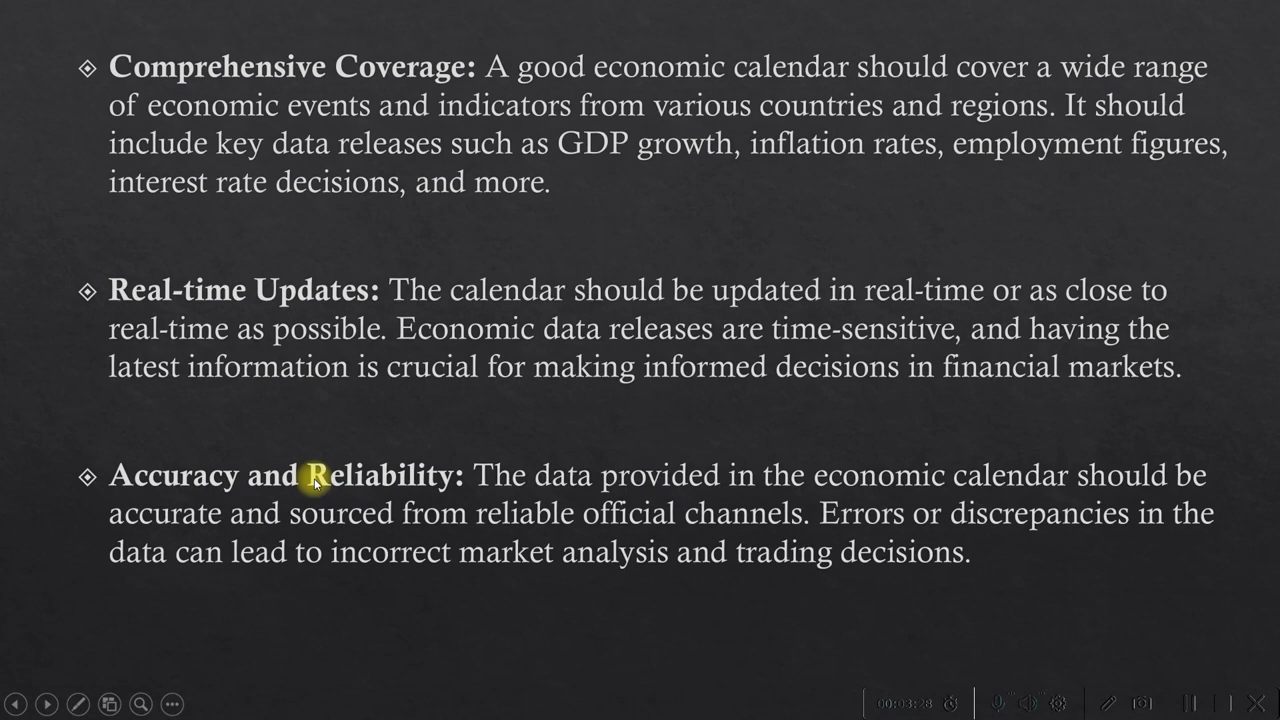 Comprehensive Coverage: A good economic calendar should cover a wide range
of economic events and indicators from various countries and regions. It should
include key data releases such as GDP growth, inflation rates, employment figures,
interest rate decisions, and more.
Real-time Updates: The calendar should be updated in real-time or as close to
real-time as possible. Economic data releases are time-sensitive, and having the
latest information is crucial for making informed decisions in financial markets.
Accuracy and Reliability: The data provided in the economic calendar should be
accurate and sourced from reliable official channels. Errors or discrepancies in the
data can lead to incorrect market analysis and trading decisions.
00:03:28